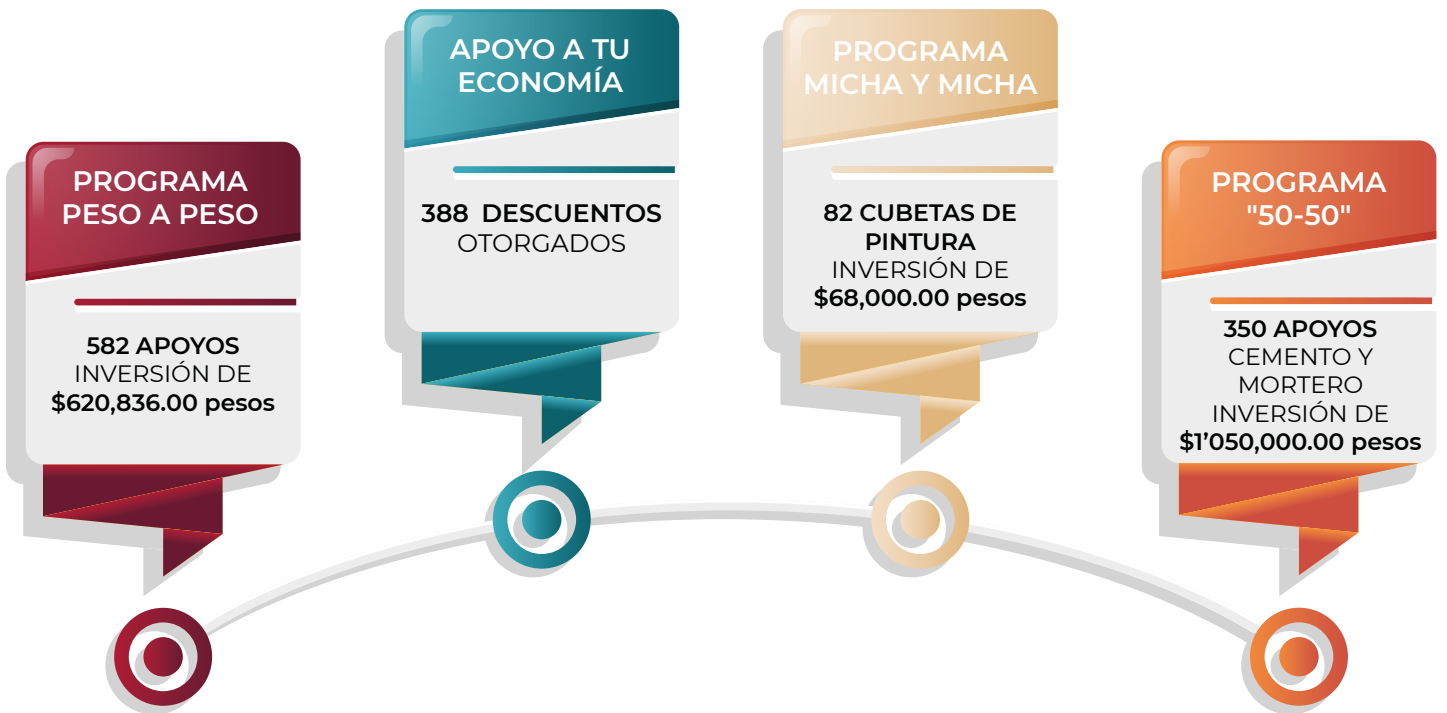 PROGRAMA
PESO A PESO
582 APOYOS
INVERSIÓN DE
$620,836.00 pesos
APOYO A TU
ECONOMÍA
388 DESCUENTOS
OTORGADOS
PROGRAMA
MICHA Y MICHA
82 CUBETAS DE
PINTURA
INVERSIÓN DE
$68,000.00 pesos
PROGRAMA
"50-50"
350 APOYOS
CEMENTO Y
MORTERO
INVERSIÓN DE
$1’050,000.00 pesos